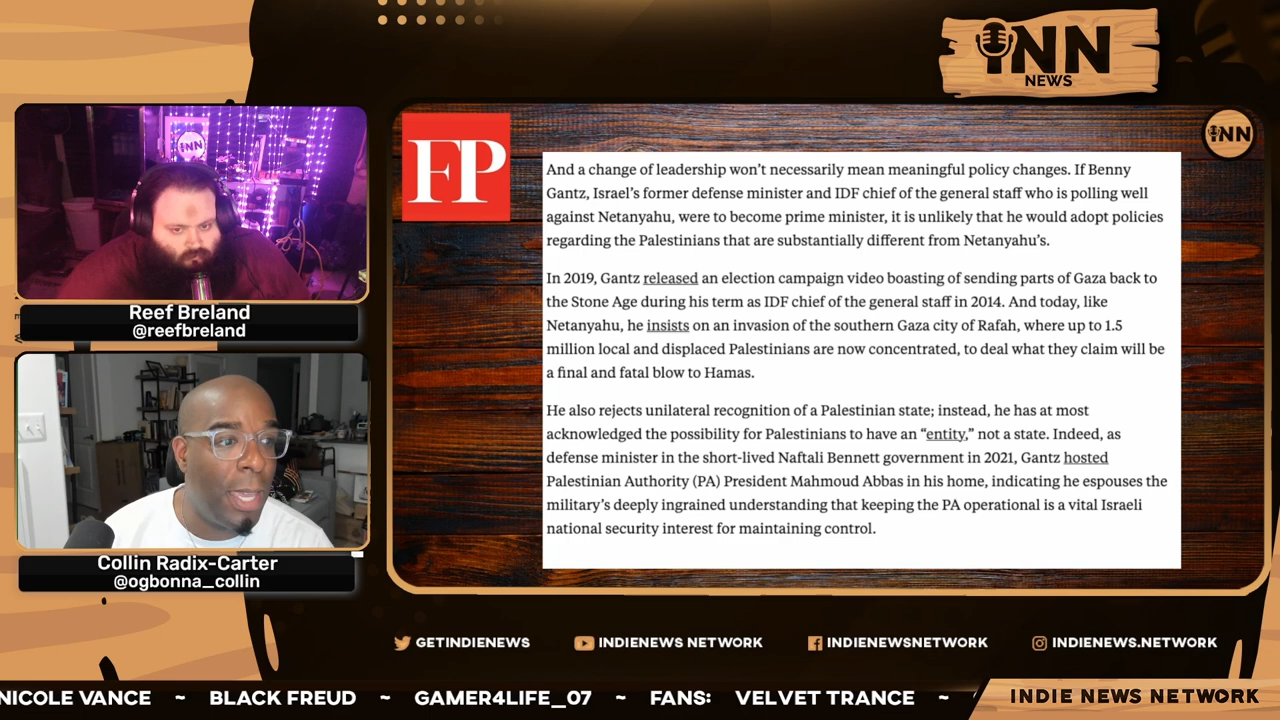 iNN
NEWS
FP
iNN
iNN
And a change of leadership won’t necessarily mean meaningful policy changes. If Benny
Gantz, Israel’s former defense minister and IDF chief of the general staff who is polling well
against Netanyahu, were to become prime minister, it is unlikely that he would adopt policies
regarding the Palestinians that are substantially different from Netanyahu’s.
In 2019, Gantz released an election campaign video boasting of sending parts of Gaza back to
the Stone Age during his term as IDF chief of the general staff in 2014. And today, like
Netanyahu, he insists on an invasion of the southern Gaza city of Rafah, where up to 1.5
million local and displaced Palestinians are now concentrated, to deal what they claim will be
a final and fatal blow to Hamas.
He also rejects unilateral recognition of a Palestinian state; instead, he has at most
acknowledged the possibility for Palestinians to have an “entity,” not a state. Indeed, as
defense minister in the short-lived Naftali Bennett government in 2021, Gantz hosted
Palestinian Authority (PA) President Mahmoud Abbas in his home, indicating he espouses the
military’s deeply ingrained understanding that keeping the PA operational is a vital Israeli
national security interest for maintaining control.
Reef Breland
@reefbreland
Collin Radix-Carter
@ogbonna_collin
GETINDIENEWS
INDIENEWS NETWORK
INDIENEWSNETWORK
INDIENEWS.NETWORK
NICOLE VANCE ~ BLACK FREUD ~ GAMER4LIFE_07 ~ FANS: VELVET TRANCE ~
INDIE NEWS NETWORK